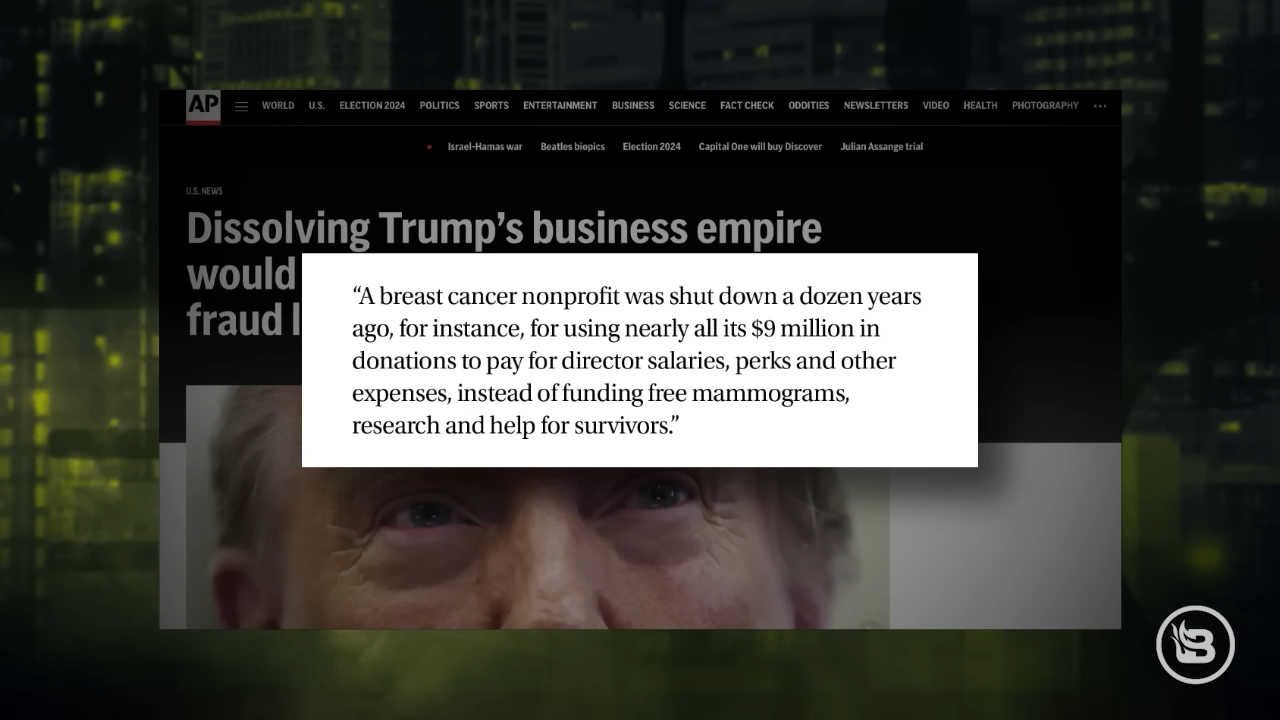 AP
WORLD U.S. ELECTION 2024 POLITICS SPORTS ENTERTAINMENT BUSINESS SCIENCE FACT CHECK ODDITIES NEWSLETTERS VIDEO HEALTH PHOTOGRAPHY
Israel-Hamas war Beatles biopics Election 2024 Capital One will buy Discover Julian Assange trial
U.S. NEWS
Dissolving Trump’s business empire
would
fraud
“A breast cancer nonprofit was shut down a dozen years
ago, for instance, for using nearly all its $9 million in
donations to pay for director salaries, perks and other
expenses, instead of funding free mammograms,
research and help for survivors.”
B